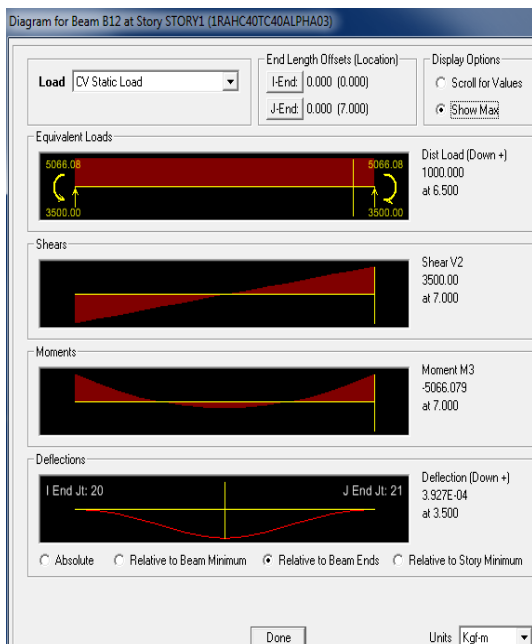 Diagram for Beam B12 at Story STORY1 (1RAHC40TC40ALPHA03)
Load CV Static Load
End Length Offsets (Location)
I-End: 0.000 (0.000)
J-End: 0.000 (7.000)
Display Options
Scroll for Values
Show Max
Equivalent Loads
5066.08 5066.08
3500.00 3500.00
Dist Load (Down +)
1000.000
at 6.500
Shears
Shear V2
3500.00
at 7.000
Moments
Moment M3
-5066.079
at 7.000
Deflections
I End Jt: 20 J End Jt: 21
Deflection (Down +)
3.927E-04
at 3.500
Absolute Relative to Beam Minimum Relative to Beam Ends Relative to Story Minimum
Done Units Kgf-m